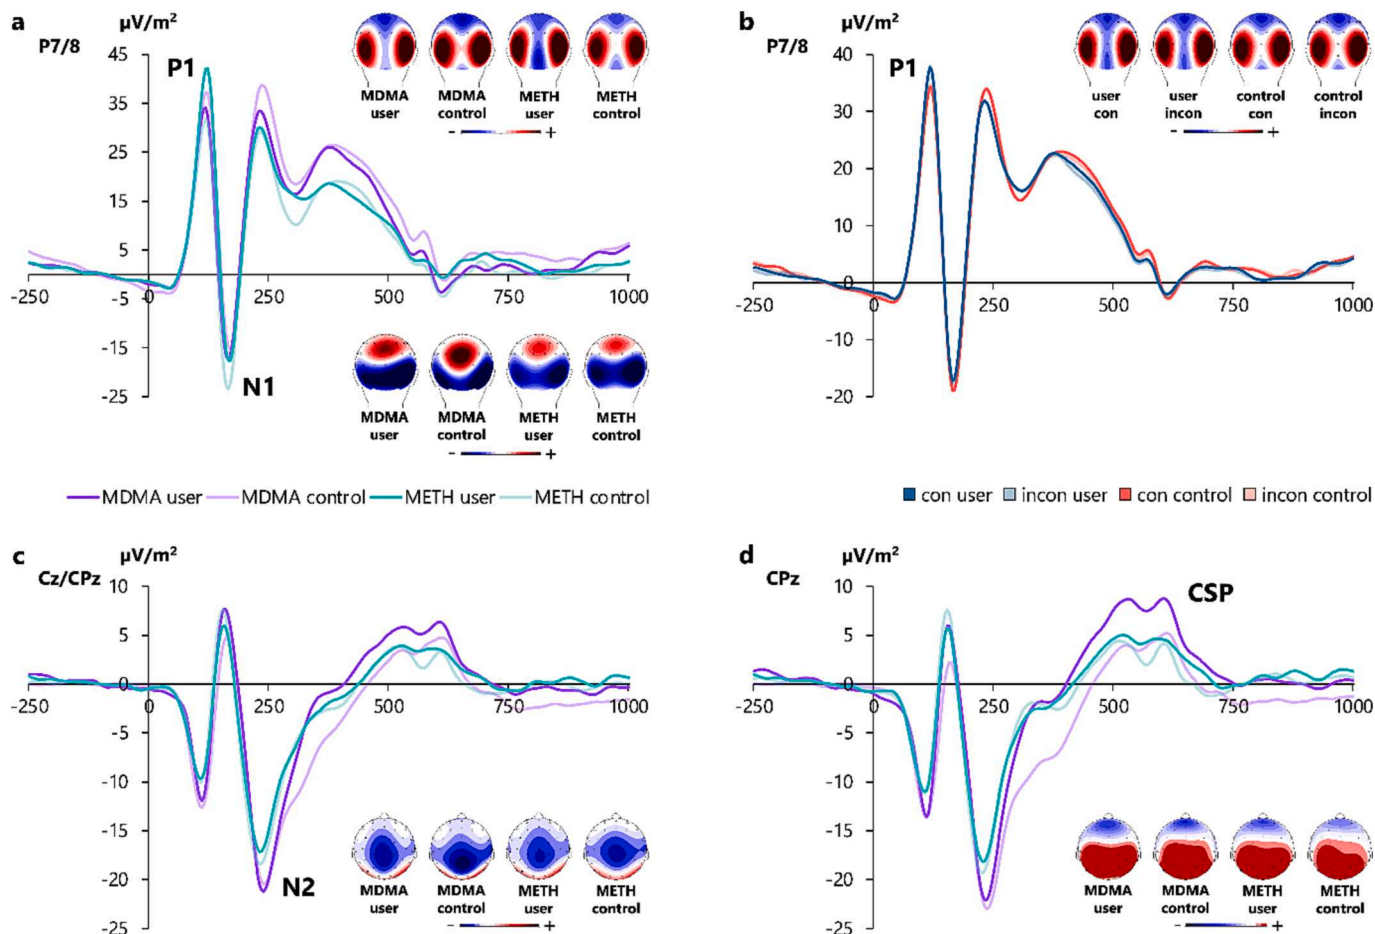 a
µV/m²
P7/8
P1
45
35
25
15
5
-5
-15
-25
-250
0
250
500
750
1000
N1
MDMA user
MDMA control
METH user
METH control
- +
MDMA user
MDMA control
METH user
METH control
- +
MDMA user MDMA control METH user METH control
b
µV/m²
P7/8
P1
40
30
20
10
0
-10
-20
-250
0
250
500
750
1000
user con
user incon
control con
control incon
- +
con user incon user con control incon control
c
µV/m²
Cz/CPz
10
5
0
-5
-10
-15
-20
-25
-250
0
250
500
750
1000
N2
MDMA user
MDMA control
METH user
METH control
- +
d
µV/m²
CPz
CSP
10
5
0
-5
-10
-15
-20
-25
-250
0
250
500
750
1000
MDMA user
MDMA control
METH user
METH control
- +